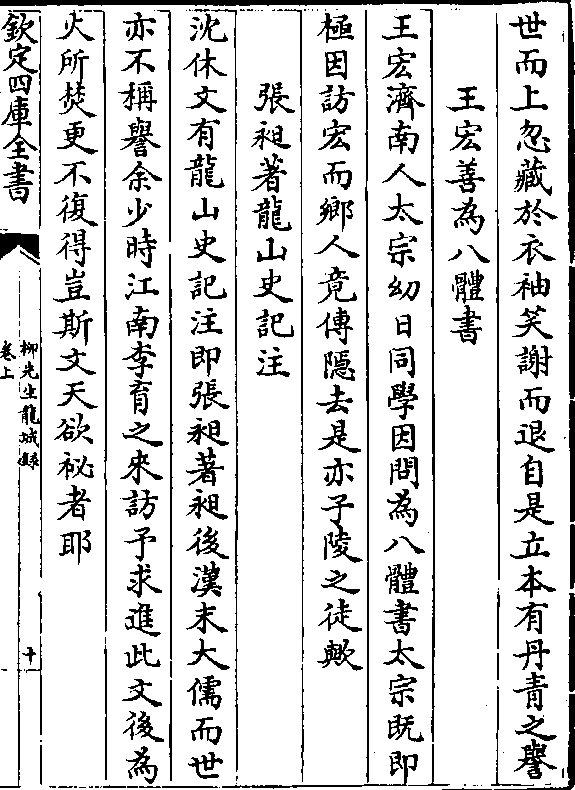 世而上忽藏於衣袖笑謝而退自是立本有丹青之譽
王宏善為八體書
王宏濟南人太宗幼日同學因問為八體書太宗既即
極因訪宏而鄉人竟傳隠去是亦子陵之徒歟
張昶著龍山史記注
沈休文有龍山史記注即張昶著昶後漢末大儒而世
亦不稱譽余少時江南李育之來訪予求進此文後為
火所焚更不復得豈斯文天欲祕者耶
欽定四庫全書
柳先生龍城錄
卷上
十